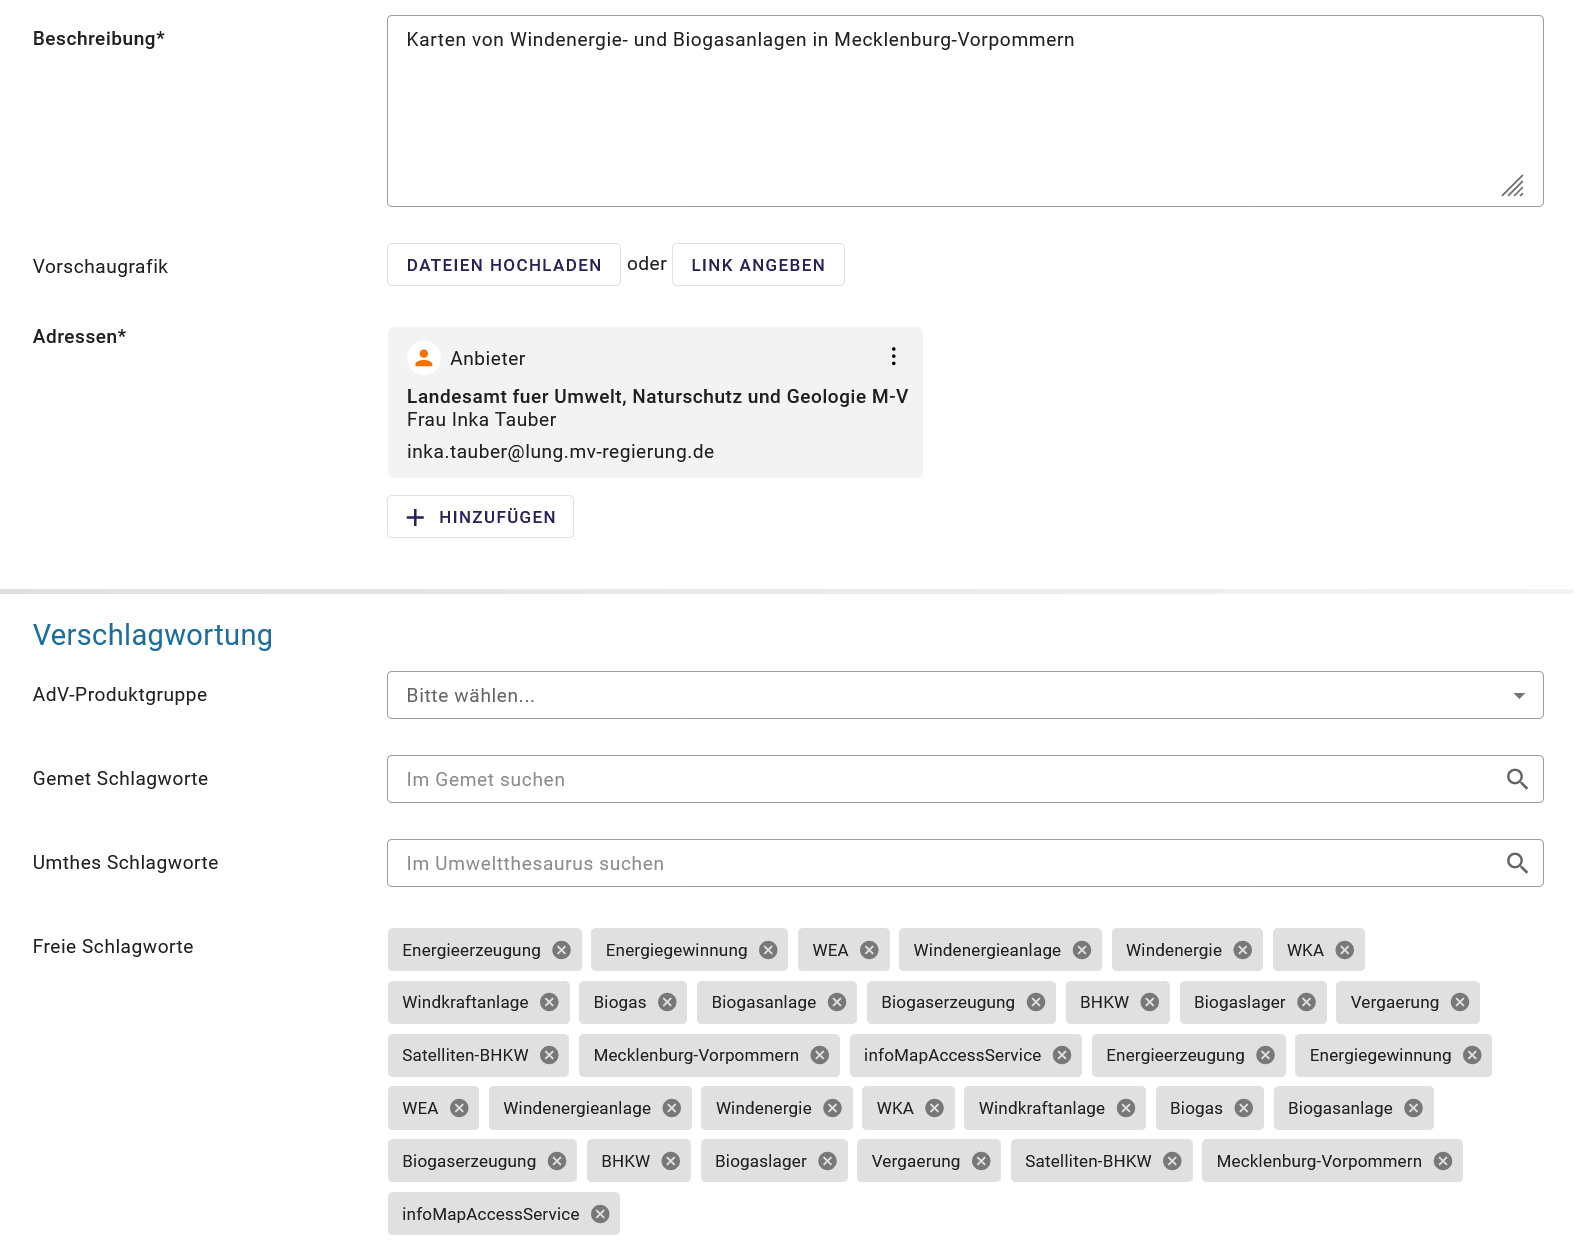 Beschreibung*
Karten von Windenergie- und Biogasanlagen in Mecklenburg-Vorpommern
Vorschaugrafik
DATEIEN HOCHLADEN oder LINK ANGEBEN
Adressen*
Anbieter
Landesamt fuer Umwelt, Naturschutz und Geologie M-V
Frau Inka Tauber
inka.tauber@lung.mv-regierung.de
HINZUFÜGEN
Verschlagwortung
AdV-Produktgruppe
Bitte wählen...
Gemet Schlagworte
Im Gemet suchen
Umthes Schlagworte
Im Umweltthesaurus suchen
Freie Schlagworte
Energieerzeugung Energiegewinnung WEA Windenergieanlage Windenergie WKA
Windkraftanlage Biogas Biogasanlage Biogaserzeugung BHKW Biogaslager Vergaerung
Satelliten-BHKW Mecklenburg-Vorpommern infoMapAccessService Energieerzeugung Energiegewinnung
WEA Windenergieanlage Windenergie WKA Windkraftanlage Biogas Biogasanlage
Biogaserzeugung BHKW Biogaslager Vergaerung Satelliten-BHKW Mecklenburg-Vorpommern
infoMapAccessService